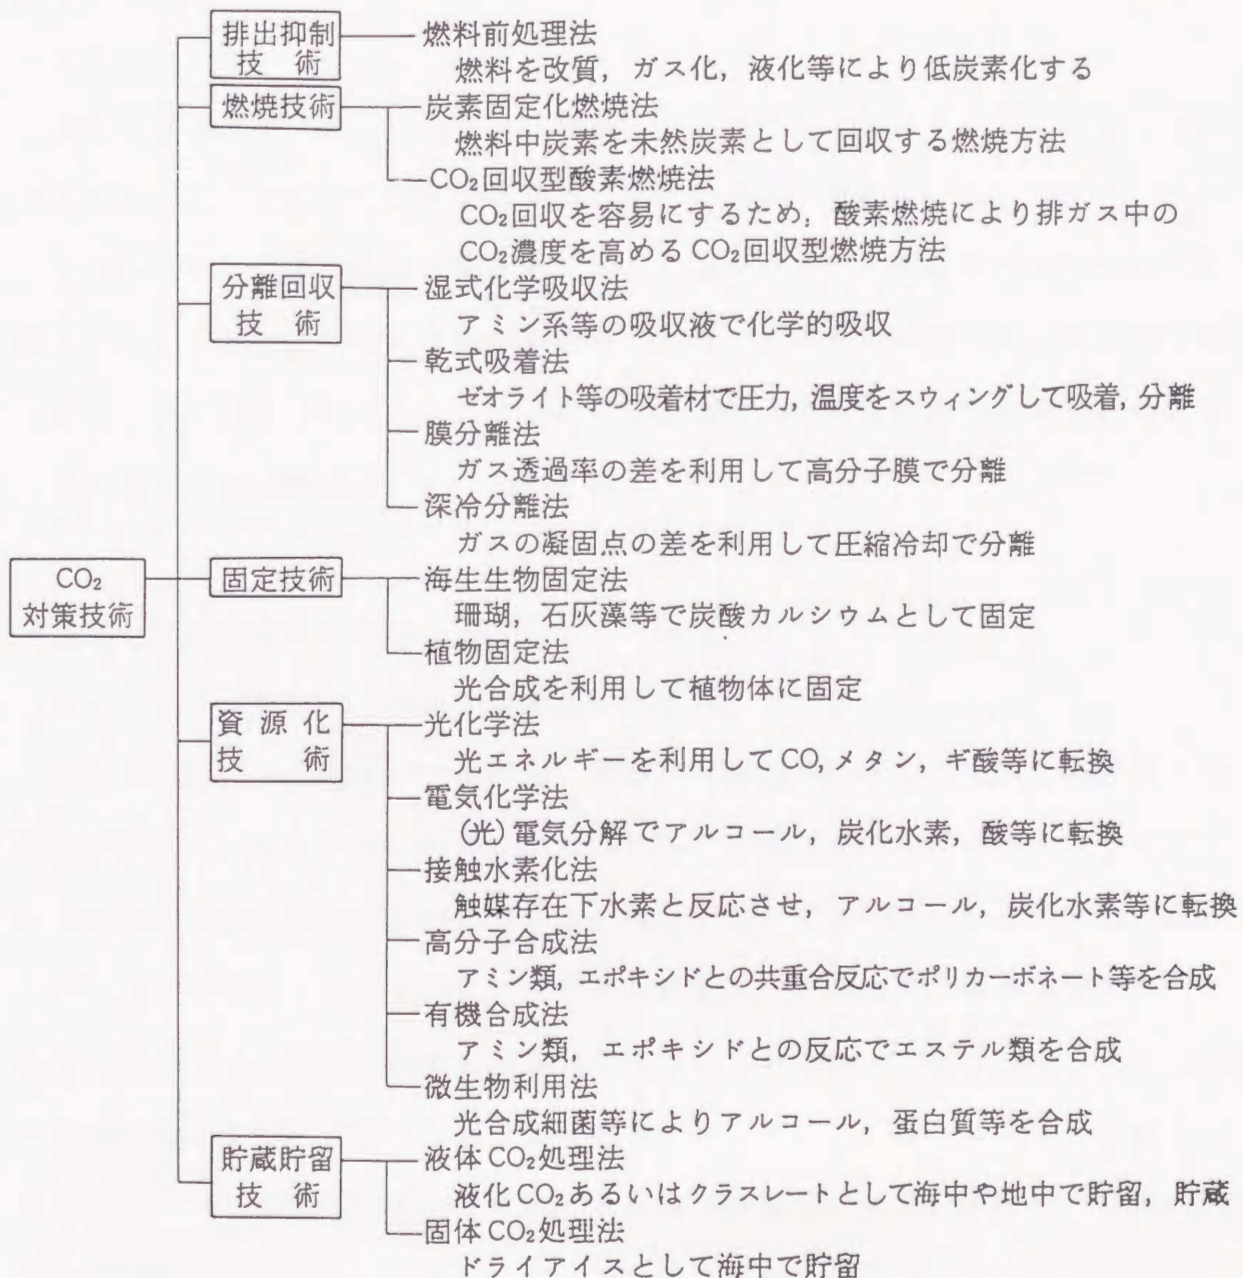 CO₂
対策技術
排出抑制
技 術
燃料前処理法
燃料を改質，ガス化，液化等により低炭素化する
燃焼技術
炭素固定化燃焼法
燃料中炭素を未然炭素として回収する燃焼方法
CO₂回収型酸素燃焼法
CO₂回収を容易にするため，酸素燃焼により排ガス中の
CO₂濃度を高めるCO₂回収型燃焼方法
分離回収
技 術
湿式化学吸収法
アミン系等の吸収液で化学的吸収
乾式吸着法
ゼオライト等の吸着材で圧力，温度をスウィングして吸着，分離
膜分離法
ガス透過率の差を利用して高分子膜で分離
深冷分離法
ガスの凝固点の差を利用して圧縮冷却で分離
固定技術
海生生物固定法
珊瑚，石灰藻等で炭酸カルシウムとして固定
植物固定法
光合成を利用して植物体に固定
資 源 化
技 術
光化学法
光エネルギーを利用してCO，メタン，ギ酸等に転換
電気化学法
(光)電気分解でアルコール，炭化水素，酸等に転換
接触水素化法
触媒存在下水素と反応させ，アルコール，炭化水素等に転換
高分子合成法
アミン類，エポキシドとの共重合反応でポリカーボネート等を合成
有機合成法
アミン類，エポキシドとの反応でエステル類を合成
微生物利用法
光合成細菌等によりアルコール，蛋白質等を合成
貯蔵貯留
技 術
液体CO₂処理法
液化CO₂あるいはクラスレートとして海中や地中で貯留，貯蔵
固体CO₂処理法
ドライアイスとして海中で貯留